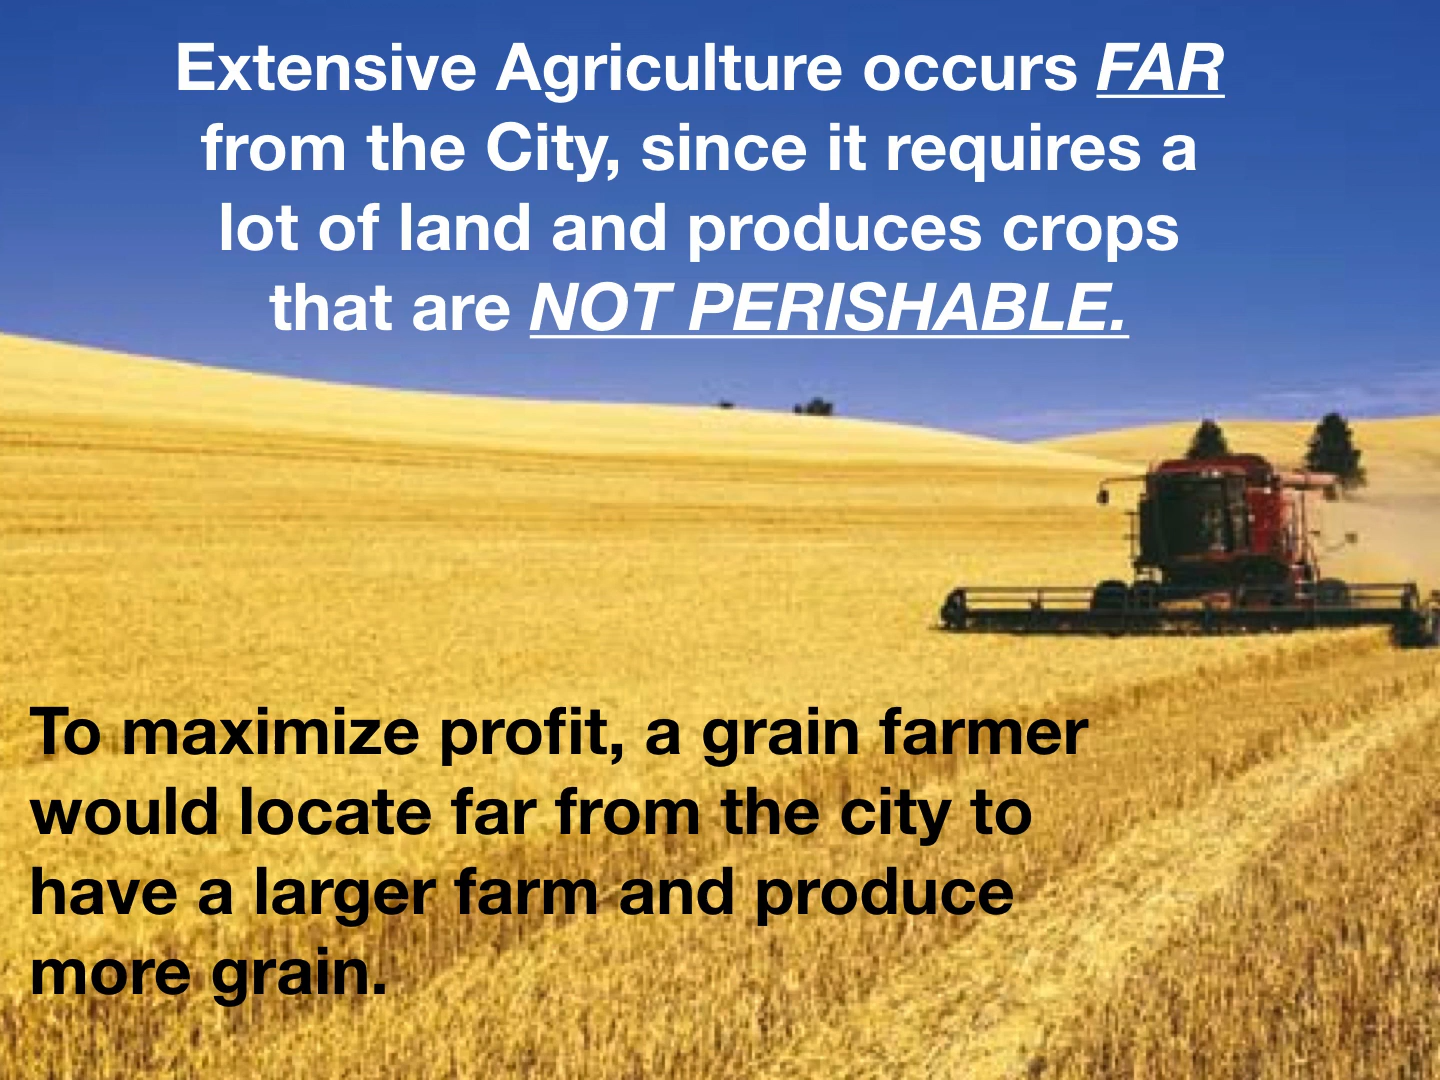 Extensive Agriculture occurs FAR
from the City, since it requires a
lot of land and produces crops
that are NOT PERISHABLE.
To maximize profit, a grain farmer
would locate far from the city to
have a larger farm and produce
more grain.